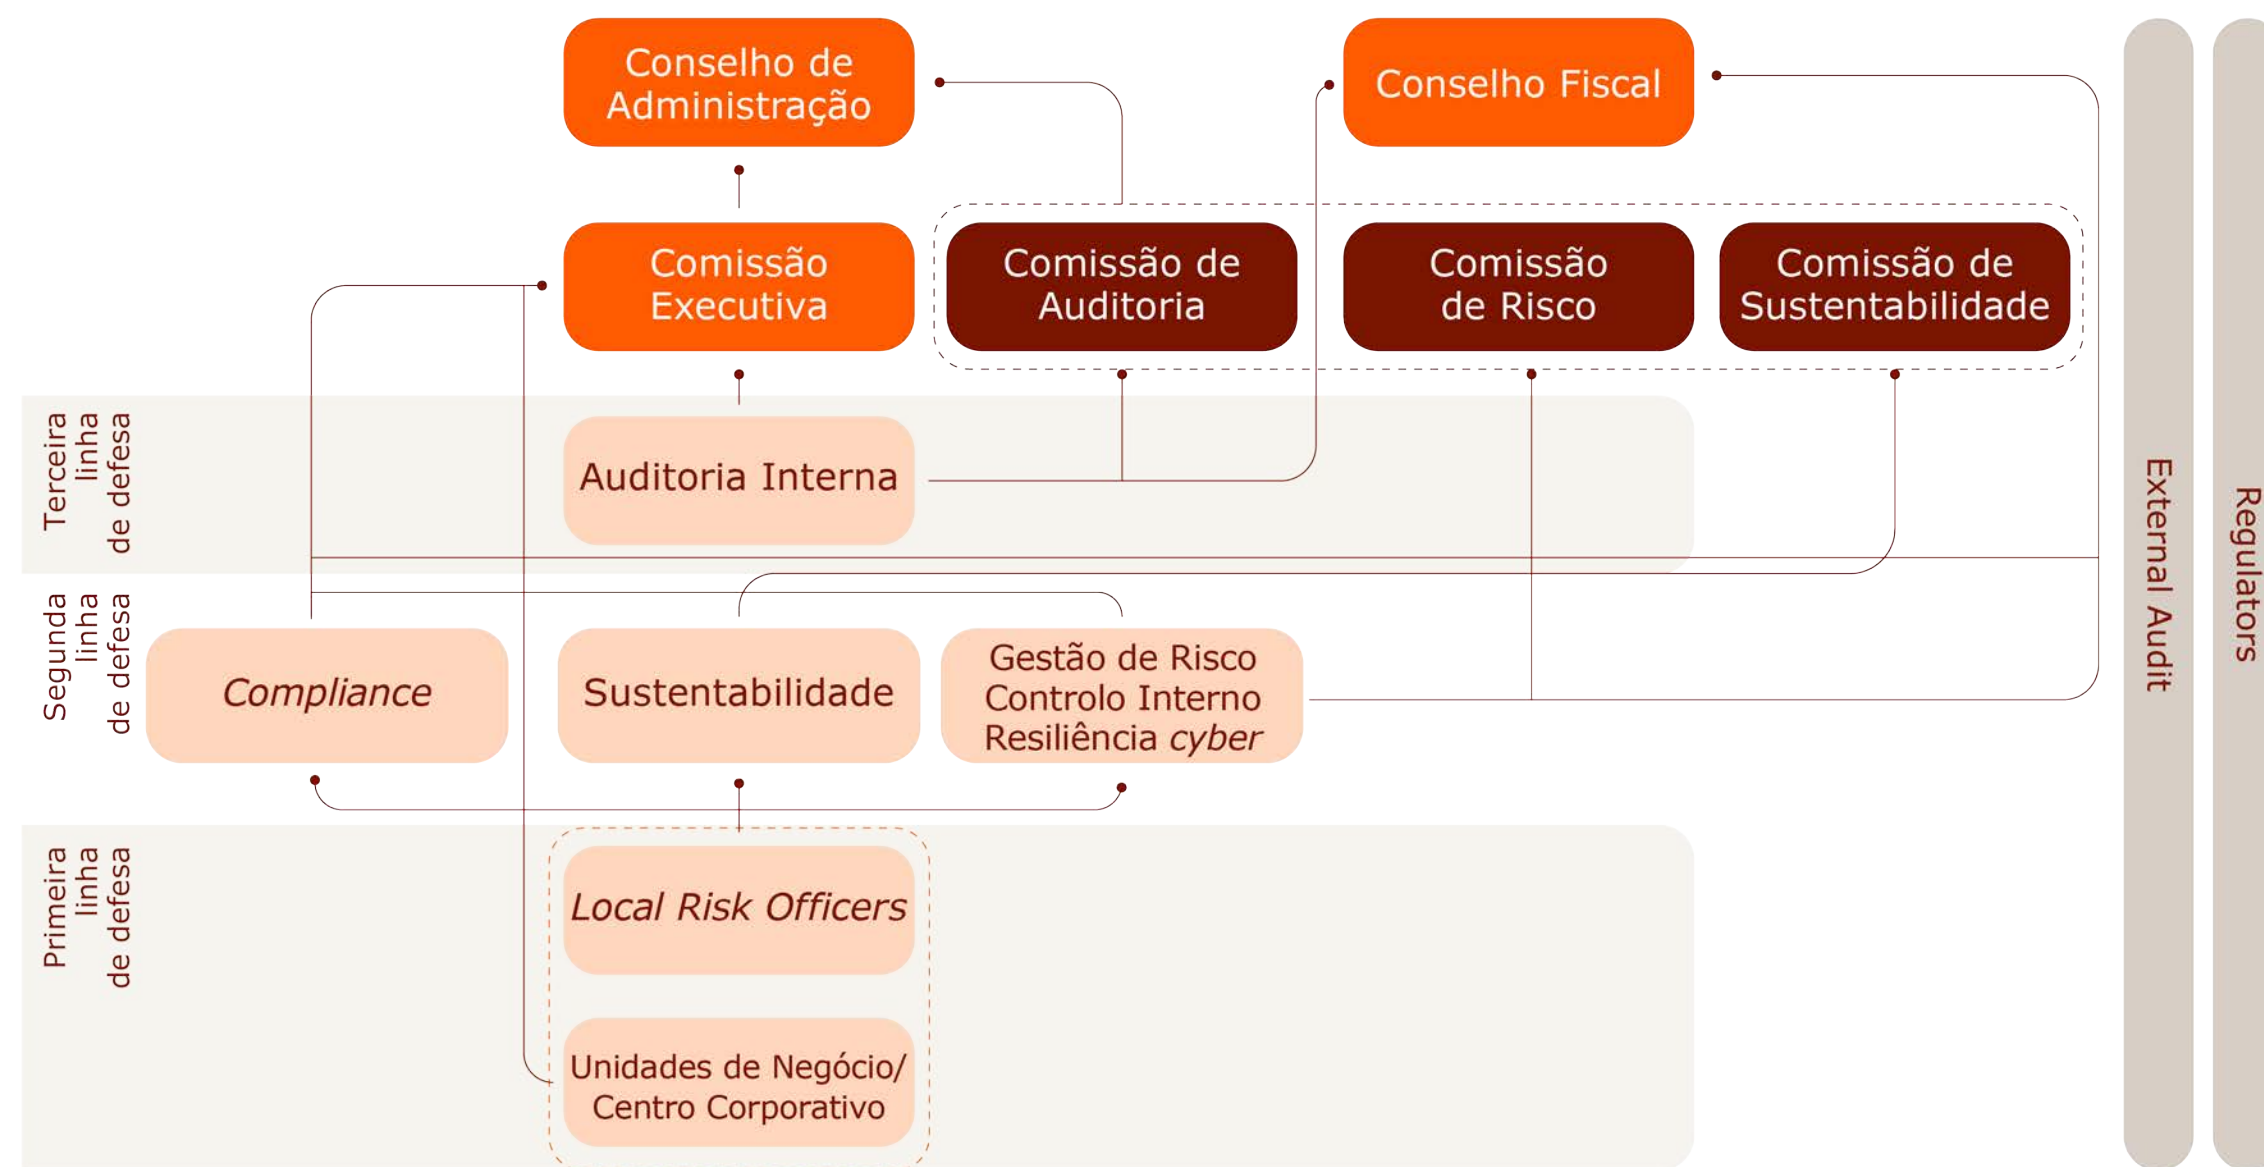 Conselho de
Administração
Conselho Fiscal
Comissão
Executiva
Comissão de
Auditoria
Comissão
de Risco
Comissão de
Sustentabilidade
Terceira
linha
de defesa
Auditoria Interna
Segunda
linha
de defesa
Compliance
Sustentabilidade
Gestão de Risco
Controlo Interno
Resiliência cyber
Primeira
linha
de defesa
Local Risk Officers
Unidades de Negócio/
Centro Corporativo
External Audit
Regulators